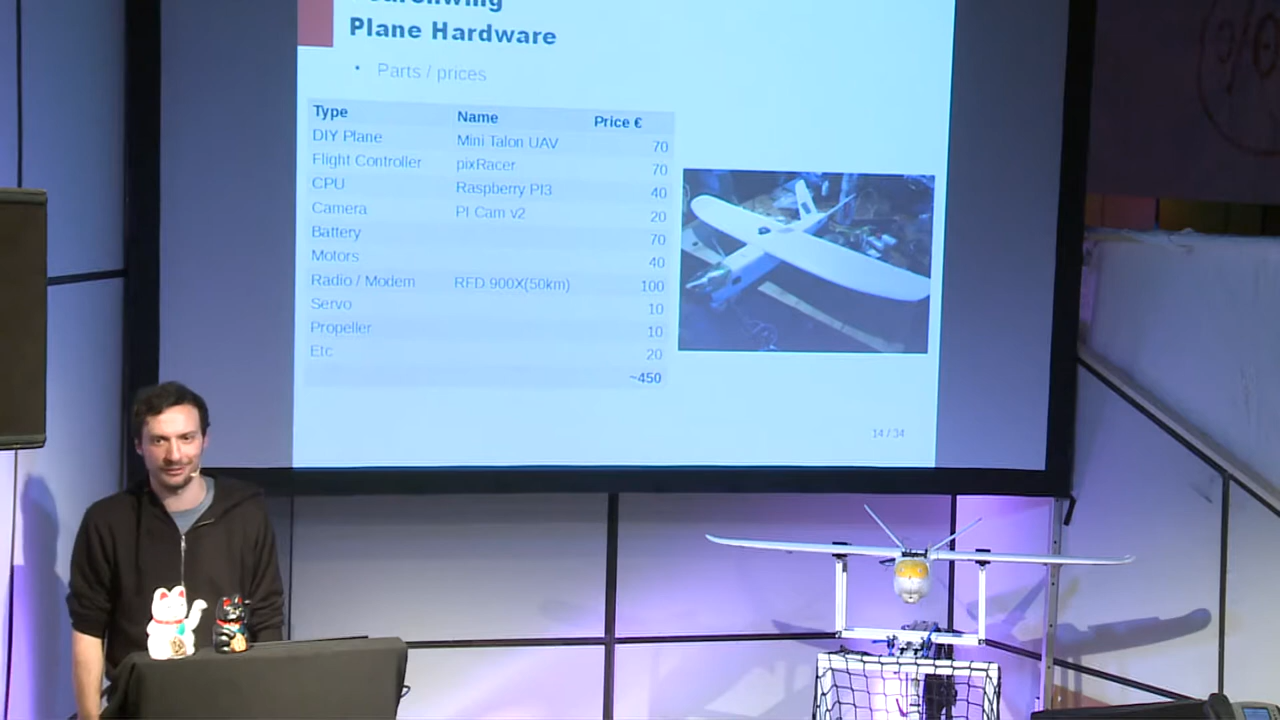 Plane Hardware
• Parts / prices
Type Name Price €
DIY Plane Mini Talon UAV 70
Flight Controller pixRacer 70
CPU Raspberry PI3 40
Camera PI Cam v2 20
Battery 70
Motors 40
Radio / Modem RFD 900X(50km) 100
Servo 10
Propeller 10
Etc 20
~450
14 / 34